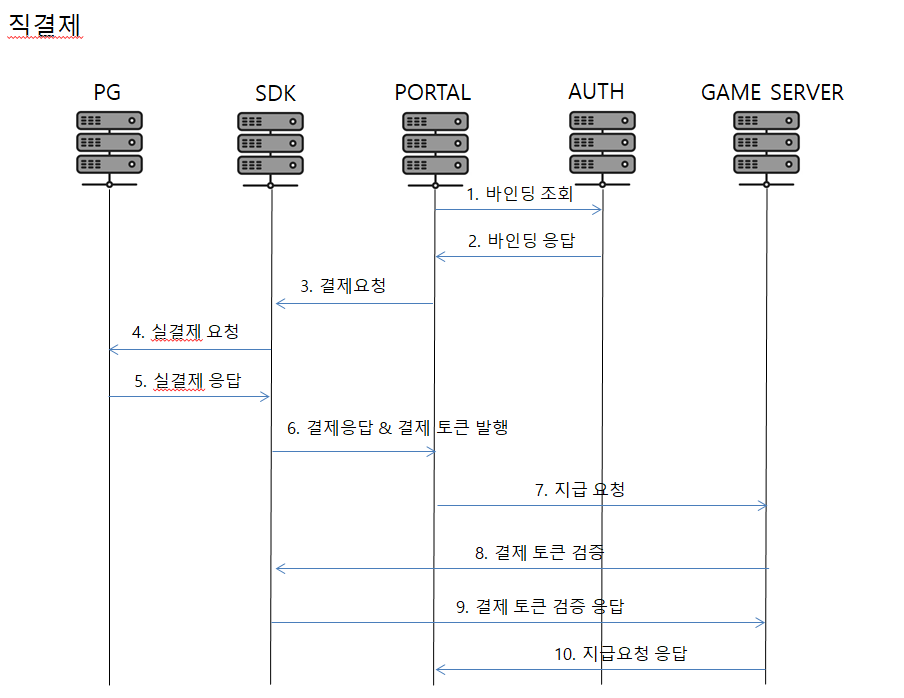 직결제
PG
SDK
PORTAL
AUTH
GAME SERVER
1. 바인딩 조회
2. 바인딩 응답
3. 결제요청
4. 실결제 요청
5. 실결제 응답
6. 결제응답 & 결제 토큰 발행
7. 지급 요청
8. 결제 토큰 검증
9. 결제 토큰 검증 응답
10. 지급요청 응답